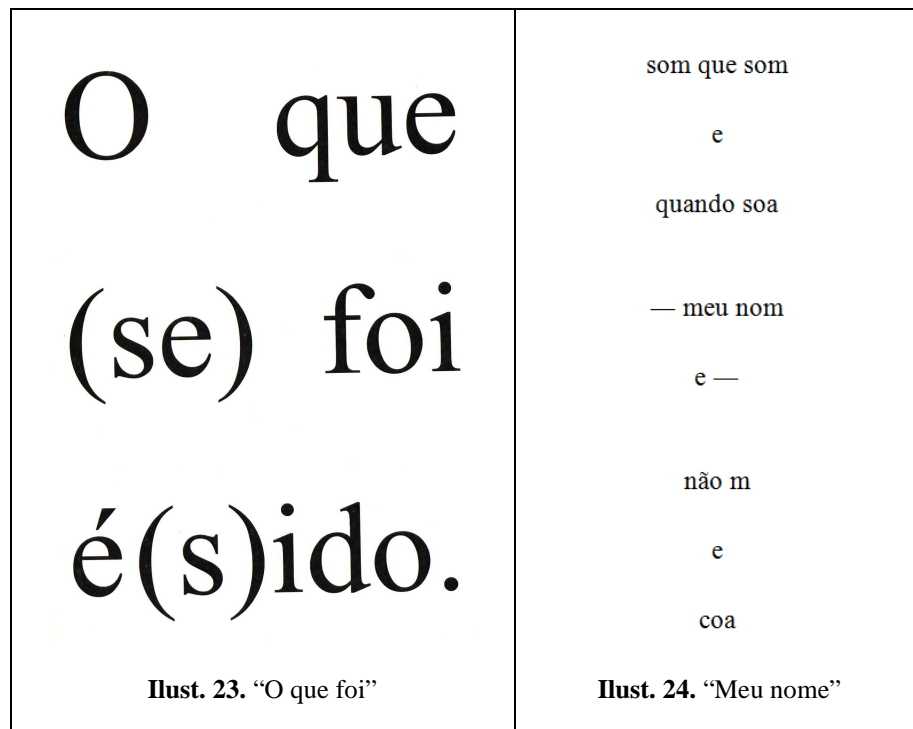 O que
(se) foi
é(s)ido.
Ilust. 23. “O que foi”
som que som
e
quando soa
— meu nom
e —
não m
e
coa
Ilust. 24. “Meu nome”